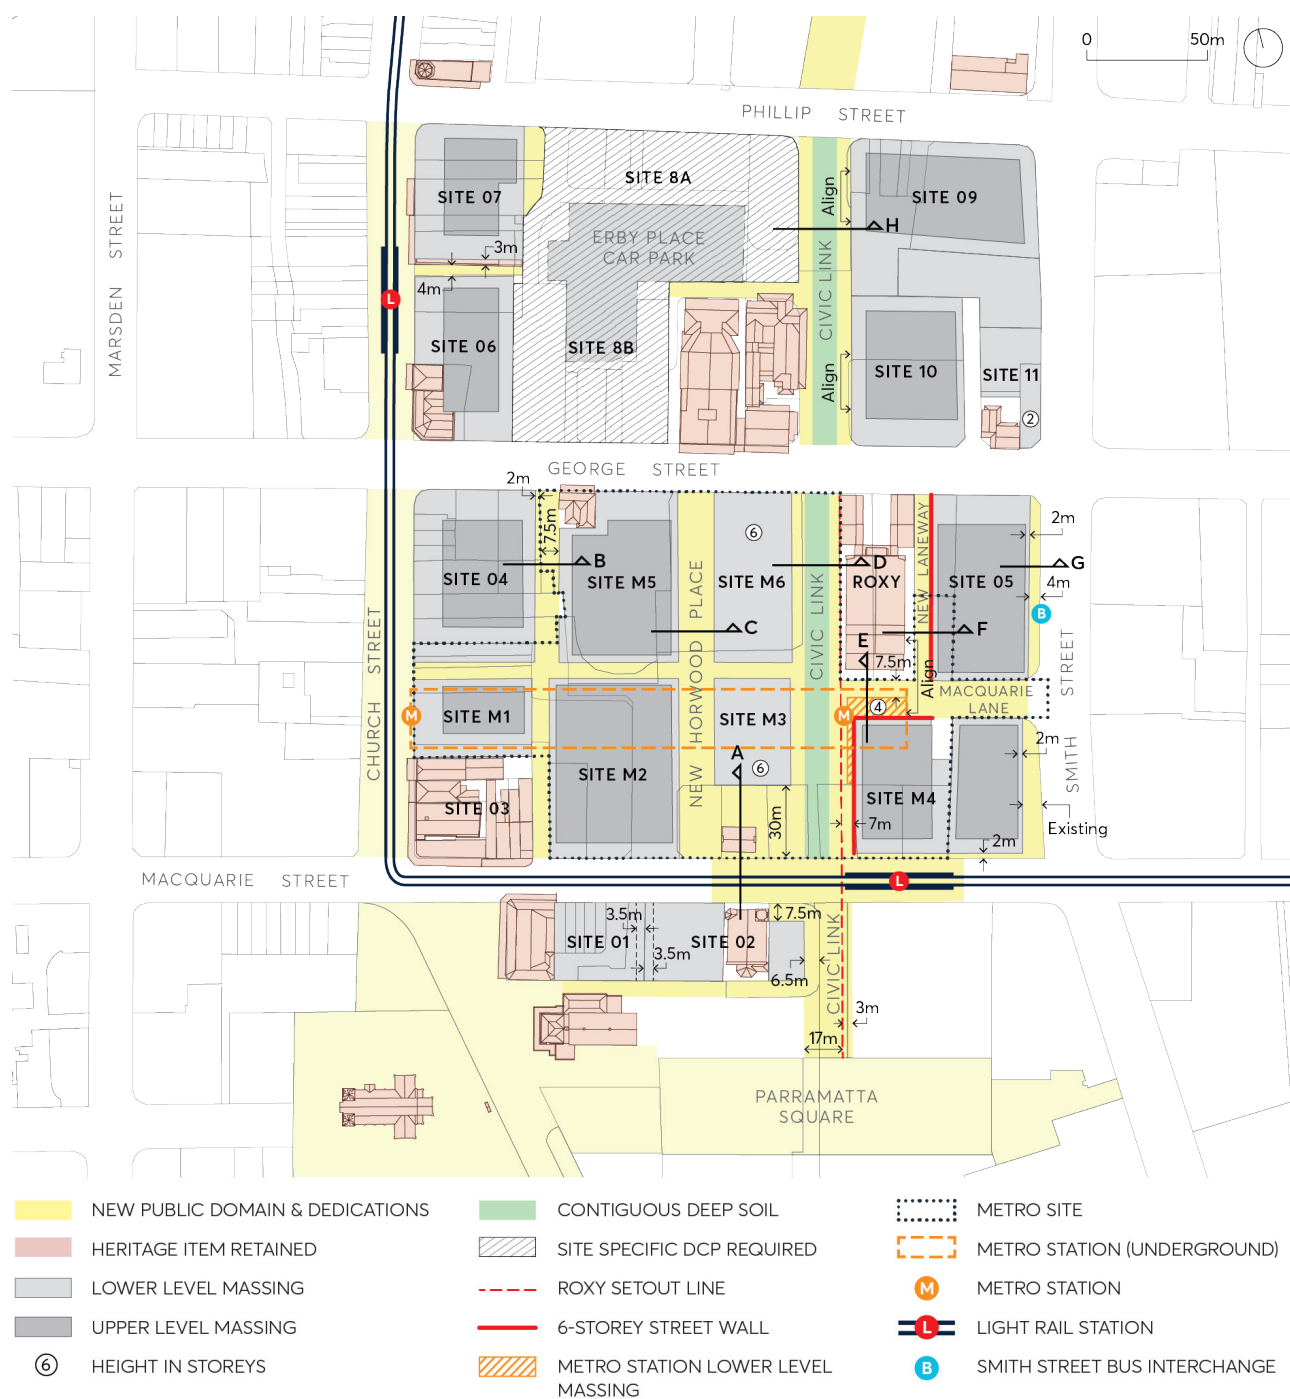 0
50m
PHILLIP STREET
MARSDEN STREET
SITE 07
SITE 8A
SITE 09
Align
H
ERBY PLACE
CAR PARK
3m
4m
CIVIC LINK
L
SITE 06
SITE 8B
Align
SITE 10
SITE 11
2
GEORGE STREET
2m
7.5m
6
NEW LANEWAY
2m
B
D
G
SITE 04
SITE M5
SITE M6
ROXY
SITE 05
4m
B
NEW HORWOOD PLACE
CIVIC LINK
C
F
E
7.5m
Align
CHURCH STREET
SMITH STREET
MACQUARIE
LANE
M
SITE M1
SITE M3
M
4
A
6
2m
SITE M2
SITE M4
SITE 03
30m
7m
Existing
2m
MACQUARIE STREET
L
3.5m
7.5m
SITE 01
SITE 02
3.5m
6.5m
CIVIC LINK
3m
17m
PARRAMATTA
SQUARE
NEW PUBLIC DOMAIN & DEDICATIONS
HERITAGE ITEM RETAINED
LOWER LEVEL MASSING
UPPER LEVEL MASSING
6 HEIGHT IN STOREYS
CONTIGUOUS DEEP SOIL
SITE SPECIFIC DCP REQUIRED
ROXY SETOUT LINE
6-STOREY STREET WALL
METRO STATION LOWER LEVEL
MASSING
METRO SITE
METRO STATION (UNDERGROUND)
M METRO STATION
L LIGHT RAIL STATION
B SMITH STREET BUS INTERCHANGE